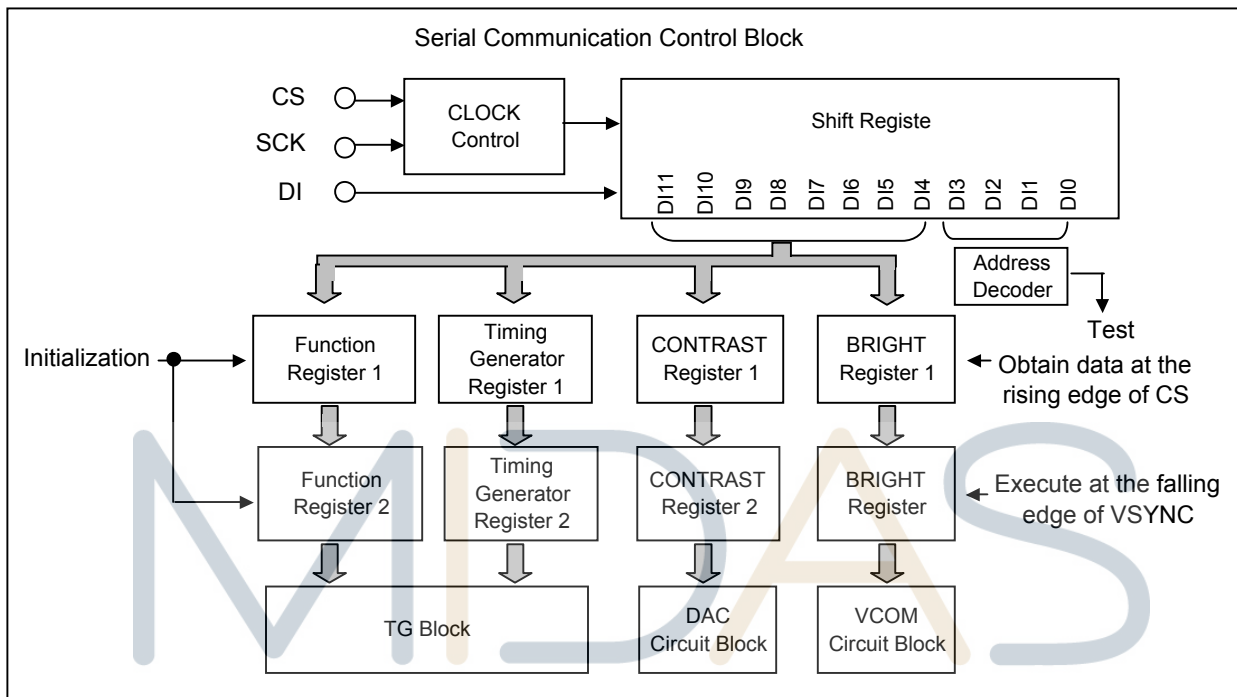 Serial Communication Control Block
CS
SCK
DI
CLOCK
Control
Shift Registe
DI11
DI10
DI9
DI8
DI7
DI6
DI5
DI4
DI3
DI2
DI1
DI0
Address
Decoder
Test
Initialization
Function
Register 1
Timing
Generator
Register 1
CONTRAST
Register 1
BRIGHT
Register 1
Obtain data at the
rising edge of CS
Function
Register 2
Timing
Generator
Register 2
CONTRAST
Register 2
BRIGHT
Register
Execute at the falling
edge of VSYNC
TG Block
DAC
Circuit Block
VCOM
Circuit Block
MIDAS